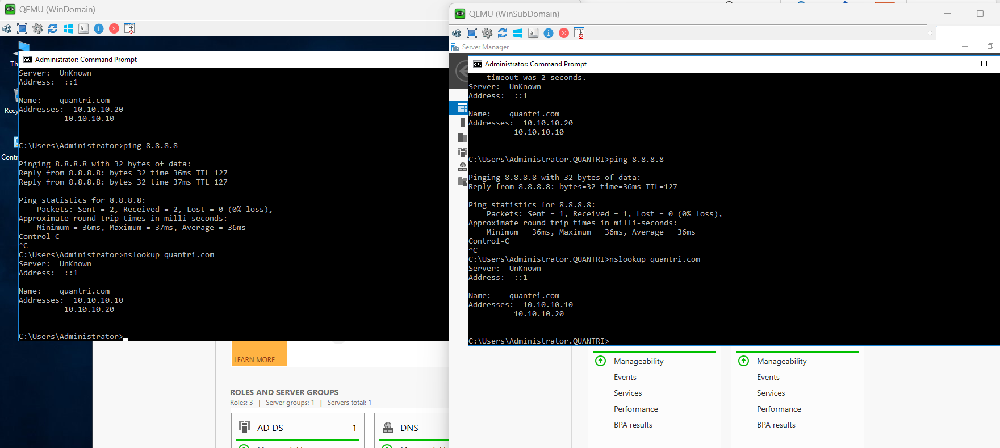 QEMU (WinDomain)
Administrator: Command Prompt
Server:  UnKnown
Address:  ::1
Name:    quantri.com
Addresses:  10.10.10.20
10.10.10.10
C:\Users\Administrator>ping 8.8.8.8
Pinging 8.8.8.8 with 32 bytes of data:
Reply from 8.8.8.8: bytes=32 time=36ms TTL=127
Reply from 8.8.8.8: bytes=32 time=37ms TTL=127
Ping statistics for 8.8.8.8:
Packets: Sent = 2, Received = 2, Lost = 0 (0% loss),
Approximate round trip times in milli-seconds:
Minimum = 36ms, Maximum = 37ms, Average = 36ms
Control-C
^C
C:\Users\Administrator>nslookup quantri.com
Server:  UnKnown
Address:  ::1
Name:    quantri.com
Addresses:  10.10.10.10
10.10.10.20
C:\Users\Administrator>
Th
Recy
Contr
LEARN MORE
ROLES AND SERVER GROUPS
Roles: 3 | Server groups: 1 | Servers total: 1
AD DS 1
DNS
QEMU (WinSubDomain)
Server Manager
Administrator: Command Prompt
timeout was 2 seconds.
Server:  UnKnown
Address:  ::1
Name:    quantri.com
Addresses:  10.10.10.20
10.10.10.10
C:\Users\Administrator.QUANTRI>ping 8.8.8.8
Pinging 8.8.8.8 with 32 bytes of data:
Reply from 8.8.8.8: bytes=32 time=36ms TTL=127
Ping statistics for 8.8.8.8:
Packets: Sent = 1, Received = 1, Lost = 0 (0% loss),
Approximate round trip times in milli-seconds:
Minimum = 36ms, Maximum = 36ms, Average = 36ms
Control-C
^C
C:\Users\Administrator.QUANTRI>nslookup quantri.com
Server:  UnKnown
Address:  ::1
Name:    quantri.com
Addresses:  10.10.10.10
10.10.10.20
C:\Users\Administrator.QUANTRI>
Manageability
Events
Services
Performance
BPA results
Manageability
Events
Services
Performance
BPA results